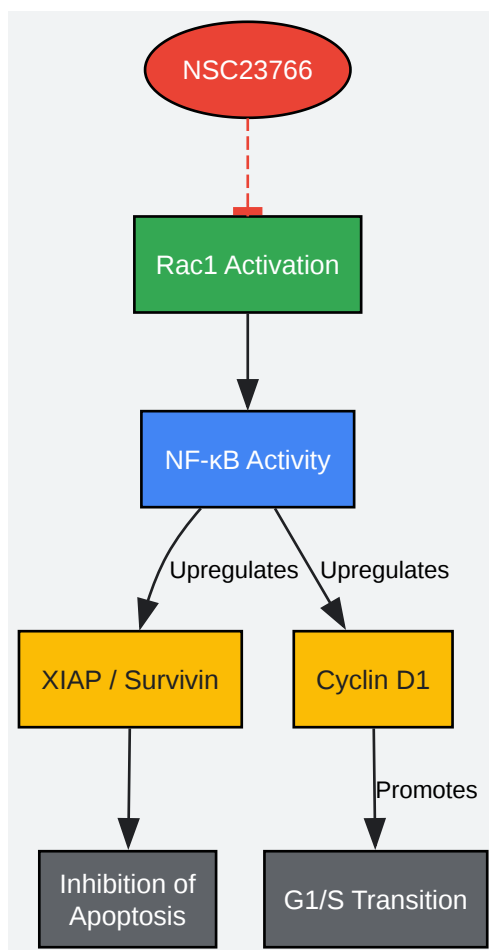 NSC23766
Rac1 Activation
NF-κB Activity
Upregulates
Upregulates
XIAP / Survivin
Cyclin D1
Promotes
Inhibition of
Apoptosis
G1/S Transition